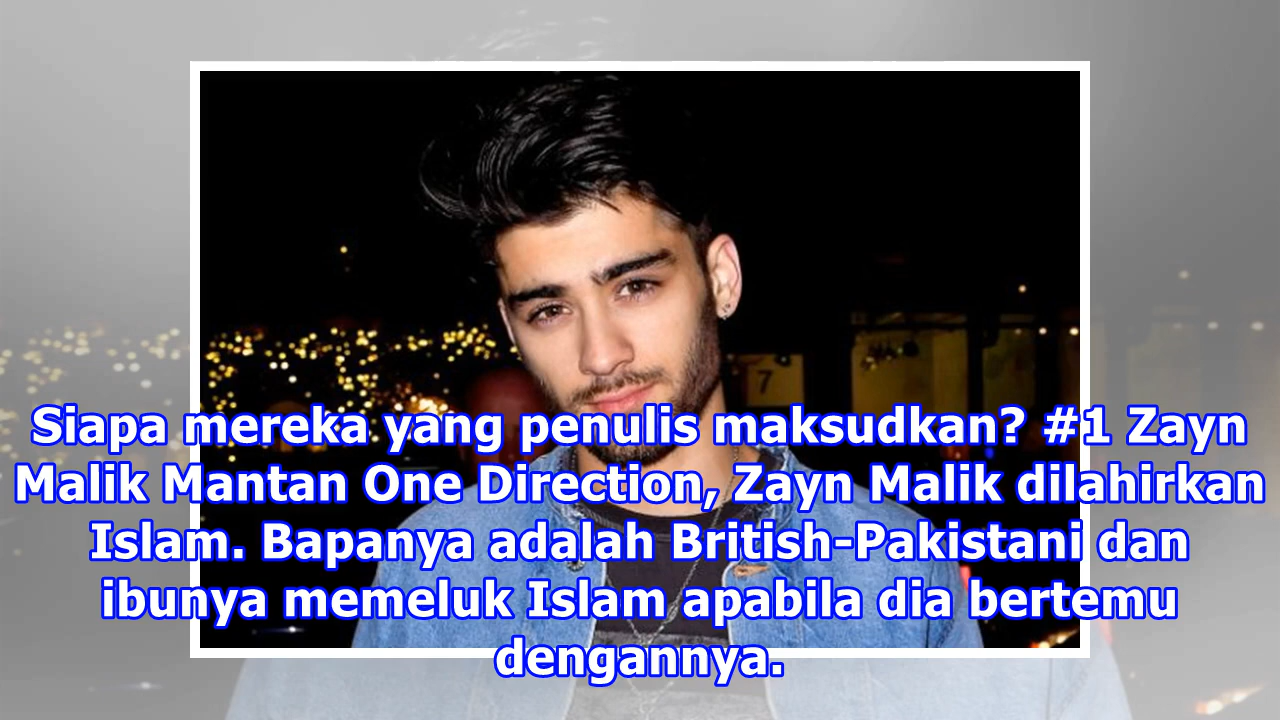 7
Siapa mereka yang penulis maksudkan? #1 Zayn
Malik Mantan One Direction, Zayn Malik dilahirkan
Islam. Bapanya adalah British-Pakistani dan
ibunya memeluk Islam apabila dia bertemu
dengannya.